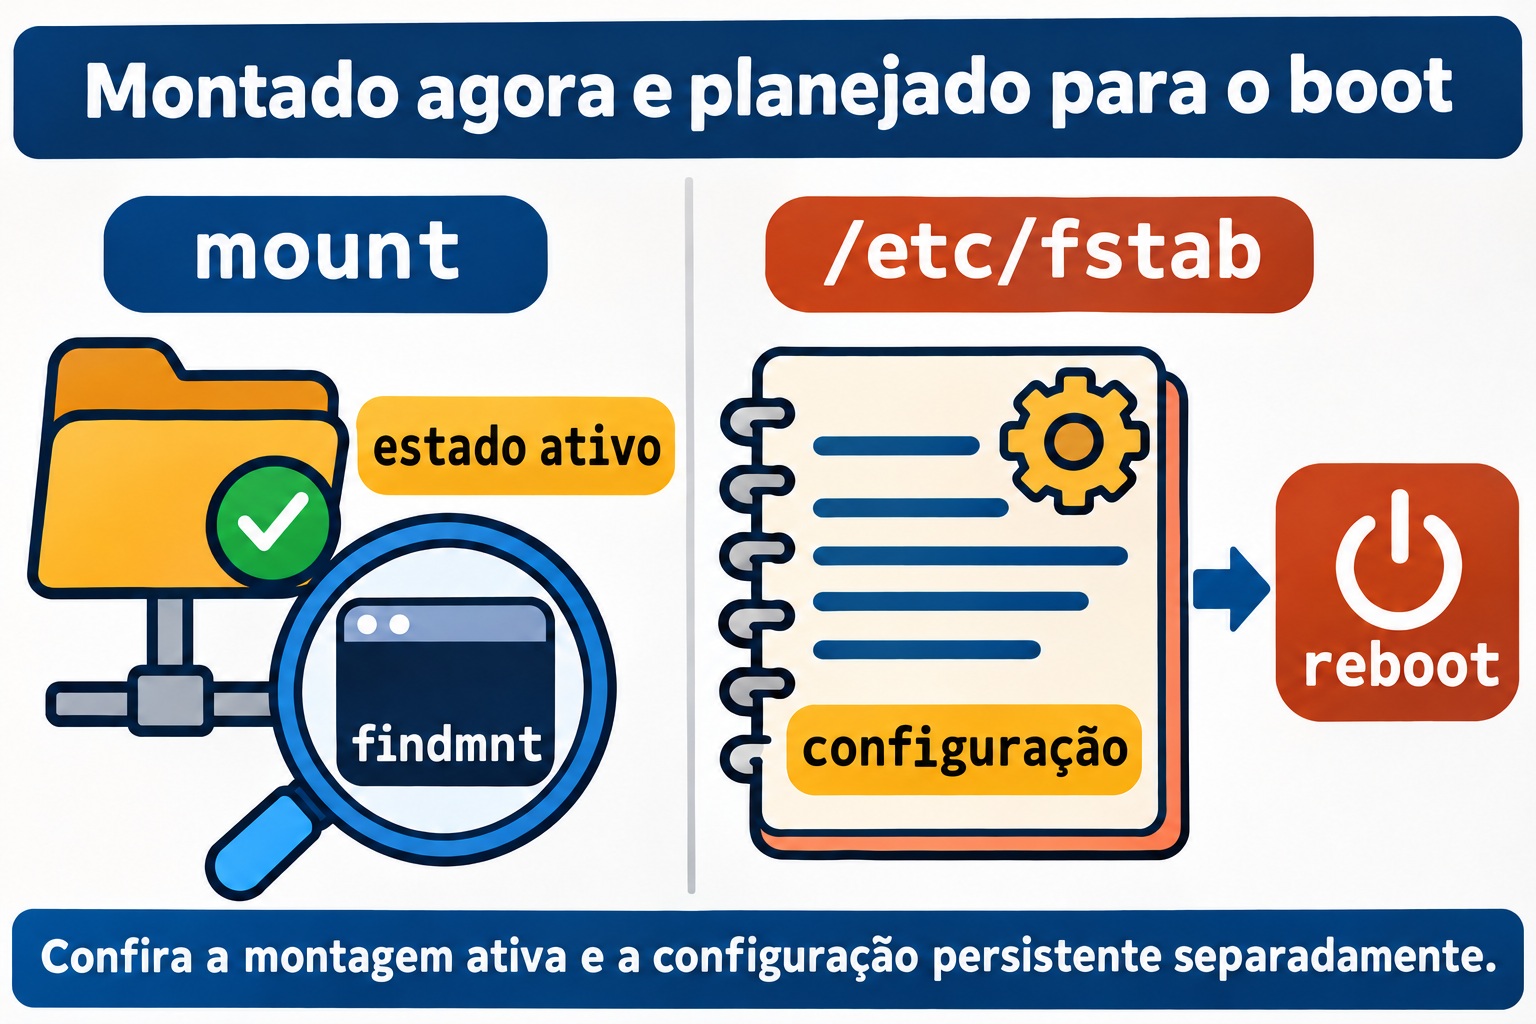 Montado agora e planejado para o boot
mount
/etc/fstab
estado ativo
findmnt
configuração
reboot
Confira a montagem ativa e a configuração persistente separadamente.